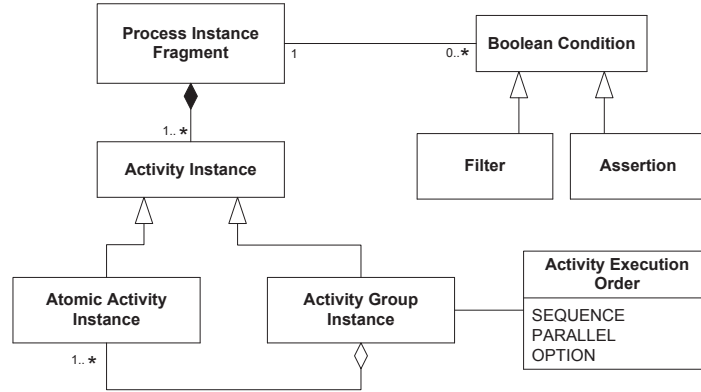 Process Instance
Fragment
1
0..*
Boolean Condition
1..*
Activity Instance
Filter
Assertion
Atomic Activity
Instance
Activity Group
Instance
Activity Execution
Order
SEQUENCE
PARALLEL
OPTION
1..*